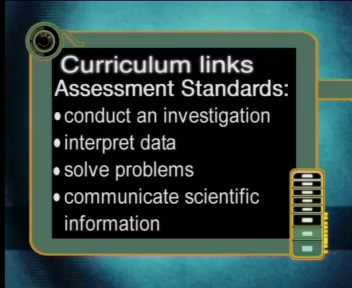 Curriculum links
Assessment Standards:
• conduct an investigation
• interpret data
• solve problems
• communicate scientific
information